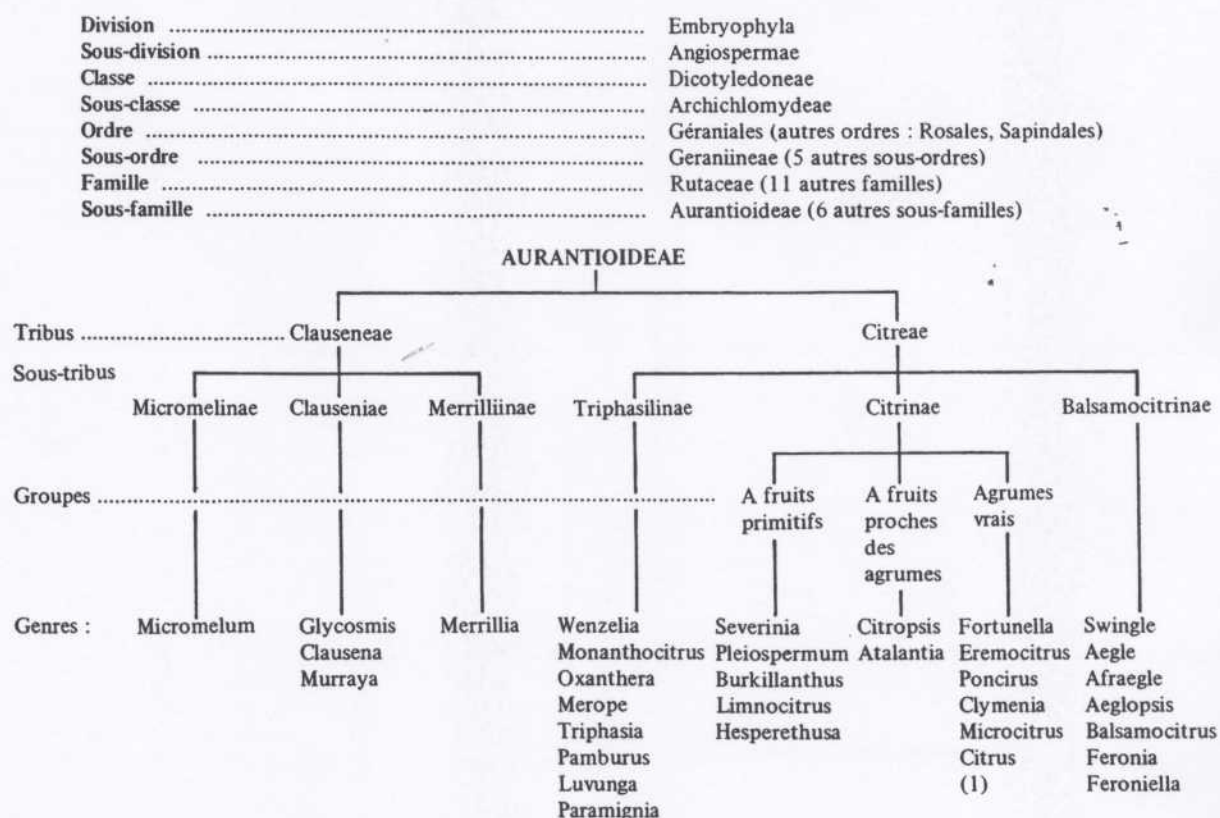 Division ........ Embryophyla
Sous-division ........ Angiospermae
Classe ........ Dicotyledoneae
Sous-classe ........ Archichlomydeae
Ordre ........ Géraniales (autres ordres : Rosales, Sapindales)
Sous-ordre ........ Geraniineae (5 autres sous-ordres)
Famille ........ Rutaceae (11 autres familles)
Sous-famille ........ Aurantioideae (6 autres sous-familles)
AURANTIOIDEAE
Tribus ........ Clauseneae Citreae
Sous-tribus
Micromelinae Clauseniae Merrilliinae Triphasilinae Citrinae Balsamocitrinae
Groupes ........ A fruits A fruits Agrumes
primitifs proches vrais
des
agrumes
Genres : Micromelum Glycosmis Merrillia Wenzelia Severinia Citropsis Fortunella Swingle
Clausena Monanthocitrus Pleiospermum Atalantia Eremocitrus Aegle
Murraya Oxanthera Burkillanthus Poncirus Afraegle
Merope Limnocitrus Clymenia Aeglopsis
Triphasia Hesperethusa Microcitrus Balsamocitrus
Pamburus Citrus Feronia
Luvunga (1) Feroniella
Paramignia